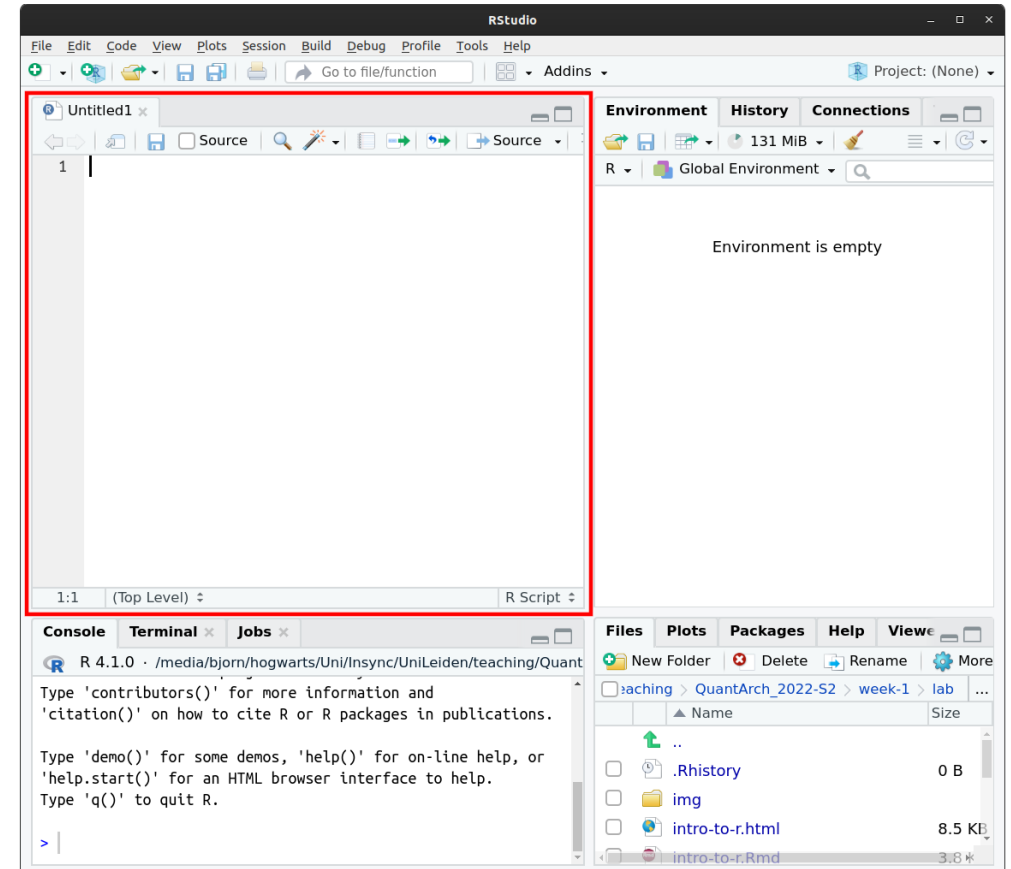 RStudio
File Edit Code View Plots Session Build Debug Profile Tools Help
Go to file/function Addins Project: (None)
Untitled1
Source Source
1
1:1 (Top Level) R Script
Environment History Connections
131 MiB
R Global Environment
Environment is empty
Console Terminal Jobs
R 4.1.0 · /media/bjorn/hogwarts/Uni/Insync/UniLeiden/teaching/Quant
Type 'contributors()' for more information and
'citation()' on how to cite R or R packages in publications.
Type 'demo()' for some demos, 'help()' for on-line help, or
'help.start()' for an HTML browser interface to help.
Type 'q()' to quit R.
>
Files Plots Packages Help Viewe
New Folder Delete Rename More
eaching > QuantArch_2022-S2 > week-1 > lab ...
Name Size
..
.Rhistory 0 B
img
intro-to-r.html 8.5 KB
intro-to-r.Rmd 3.8 K